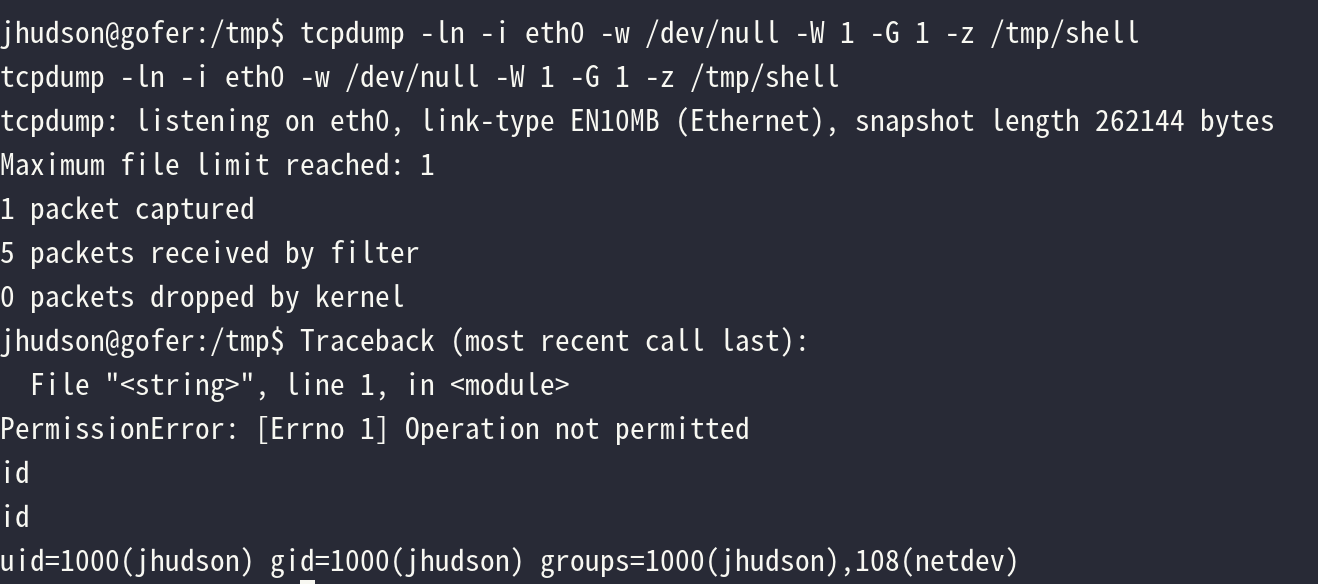 jhudson@gofer:/tmp$ tcpdump -ln -i eth0 -w /dev/null -W 1 -G 1 -z /tmp/shell
tcpdump -ln -i eth0 -w /dev/null -W 1 -G 1 -z /tmp/shell
tcpdump: listening on eth0, link-type EN10MB (Ethernet), snapshot length 262144 bytes
Maximum file limit reached: 1
1 packet captured
5 packets received by filter
0 packets dropped by kernel
jhudson@gofer:/tmp$ Traceback (most recent call last):
  File "<string>", line 1, in <module>
PermissionError: [Errno 1] Operation not permitted
id
id
uid=1000(jhudson) gid=1000(jhudson) groups=1000(jhudson),108(netdev)